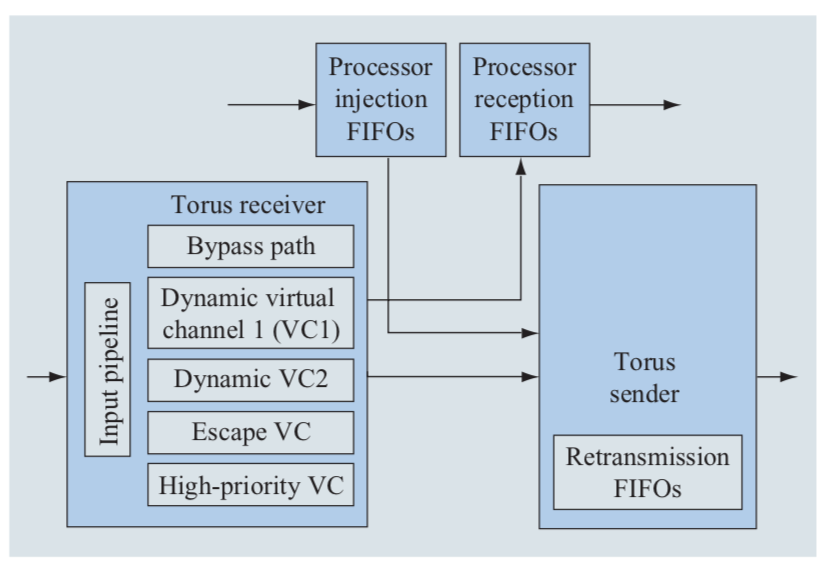 Processor
injection
FIFOs
Processor
reception
FIFOs
Torus receiver
Input pipeline
Bypass path
Dynamic virtual
channel 1 (VC1)
Dynamic VC2
Escape VC
High-priority VC
Torus
sender
Retransmission
FIFOs